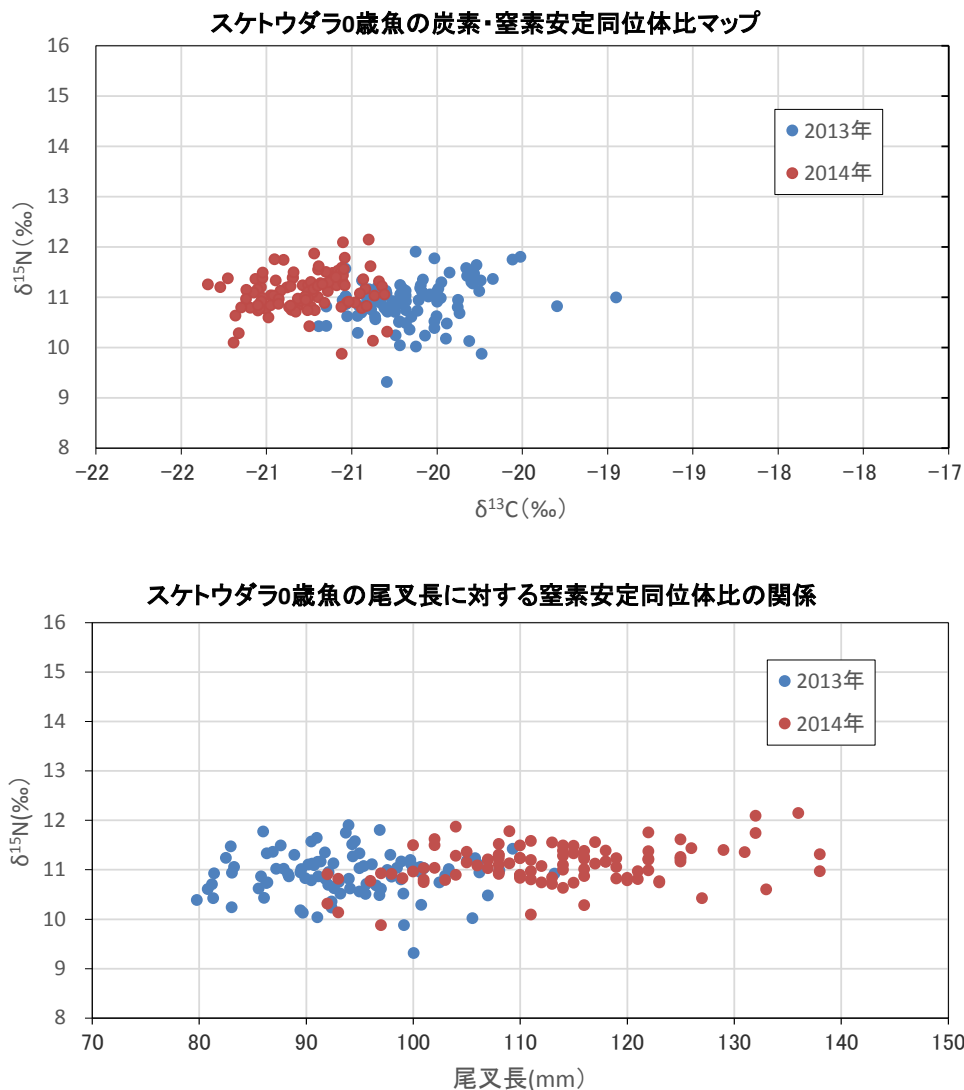 スケトウダラ0歳魚の炭素・窒素安定同位体比マップ
16
15
14
13
12
11
10
9
8
δ15N(‰)
2013年
2014年
−22 −22 −21 −21 −20 −20 −19 −19 −18 −18 −17
δ13C(‰)
スケトウダラ0歳魚の尾叉長に対する窒素安定同位体比の関係
16
15
14
13
12
11
10
9
8
δ15N(‰)
2013年
2014年
70 80 90 100 110 120 130 140 150
尾叉長(mm)